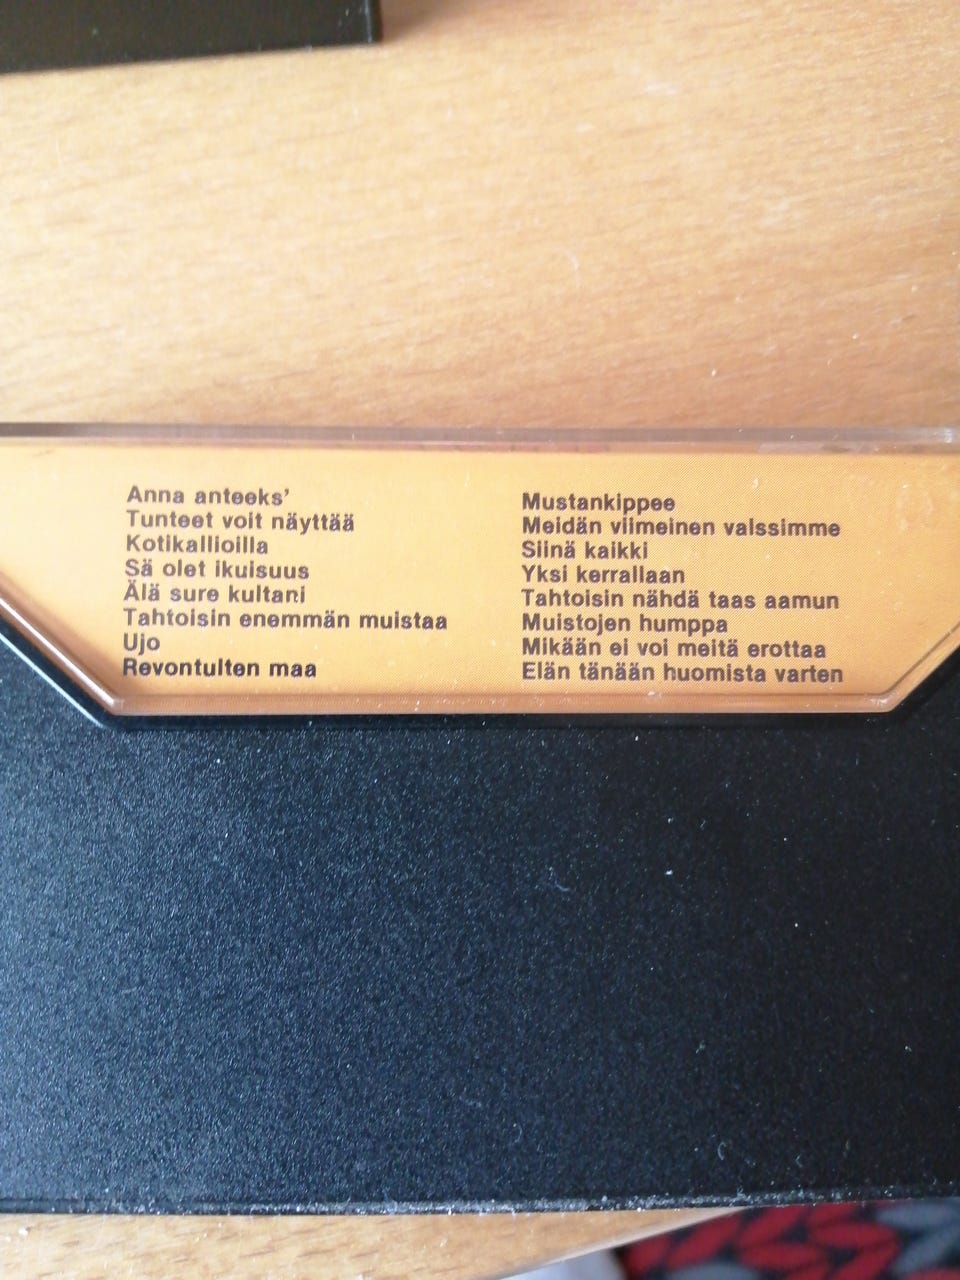 Anna anteeks'
Tunteet voit näyttää
Kotikallioilla
Sä olet ikuisuus
Älä sure kultani
Tahtoisin enemmän muistaa
Ujo
Revontulten maa
Mustankippee
Meidän viimeinen valssimme
Siinä kaikki
Yksi kerrallaan
Tahtoisin nähdä taas aamun
Muistojen humppa
Mikään ei voi meitä erottaa
Elän tänään huomista varten